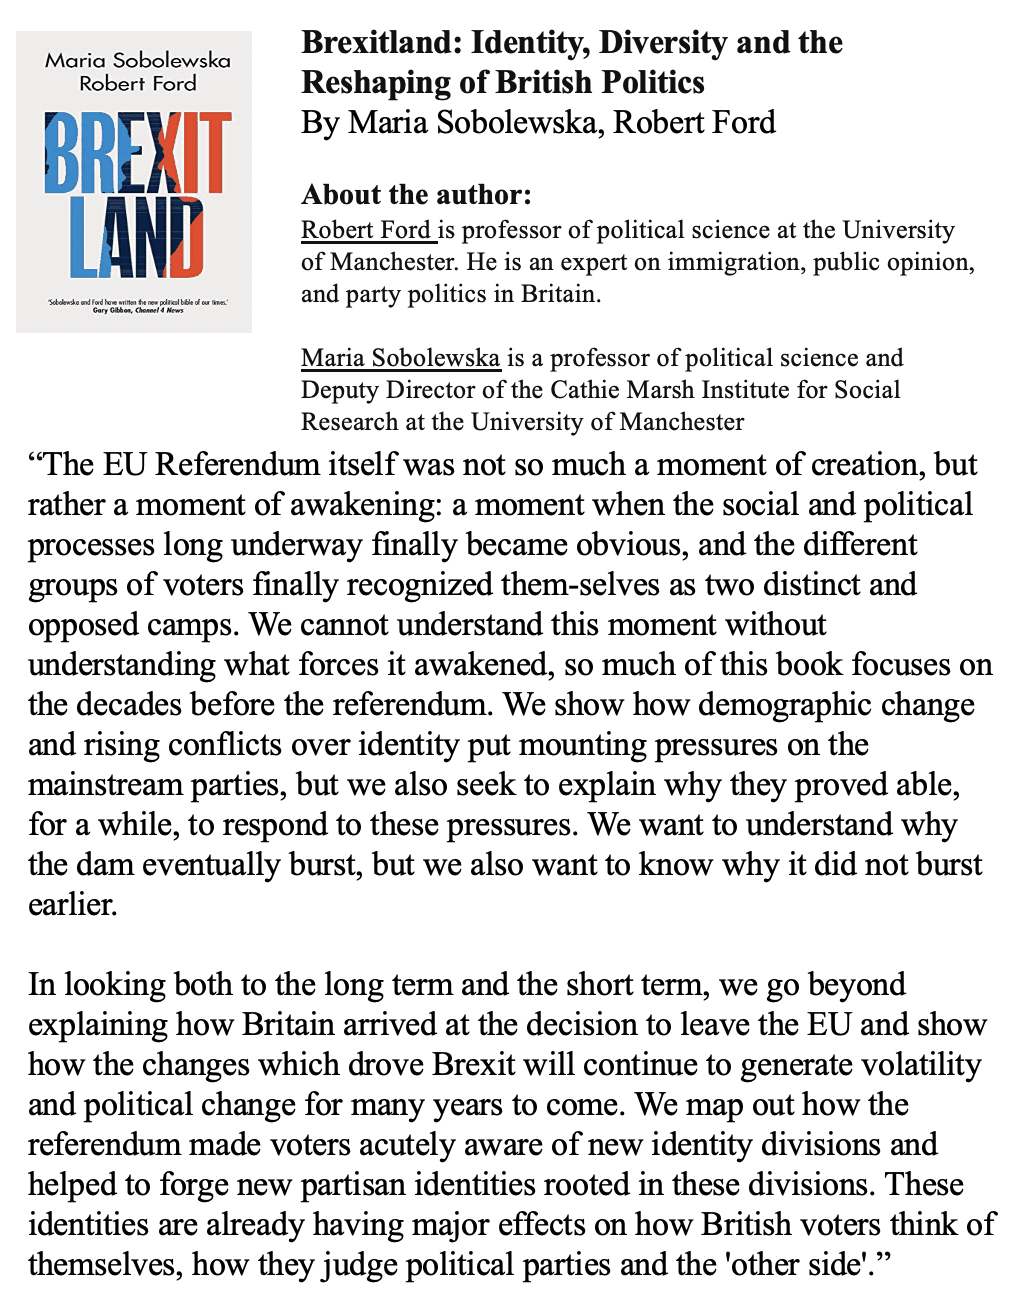 Maria Sobolewska
Robert Ford
BREXIT
LAND
'Sobolewska and Ford have written the new political bible of our times.'
Gary Gibbon, Channel 4 News
Brexitland: Identity, Diversity and the
Reshaping of British Politics
By Maria Sobolewska, Robert Ford
About the author:
Robert Ford is professor of political science at the University
of Manchester. He is an expert on immigration, public opinion,
and party politics in Britain.
Maria Sobolewska is a professor of political science and
Deputy Director of the Cathie Marsh Institute for Social
Research at the University of Manchester
“The EU Referendum itself was not so much a moment of creation, but
rather a moment of awakening: a moment when the social and political
processes long underway finally became obvious, and the different
groups of voters finally recognized them-selves as two distinct and
opposed camps. We cannot understand this moment without
understanding what forces it awakened, so much of this book focuses on
the decades before the referendum. We show how demographic change
and rising conflicts over identity put mounting pressures on the
mainstream parties, but we also seek to explain why they proved able,
for a while, to respond to these pressures. We want to understand why
the dam eventually burst, but we also want to know why it did not burst
earlier.
In looking both to the long term and the short term, we go beyond
explaining how Britain arrived at the decision to leave the EU and show
how the changes which drove Brexit will continue to generate volatility
and political change for many years to come. We map out how the
referendum made voters acutely aware of new identity divisions and
helped to forge new partisan identities rooted in these divisions. These
identities are already having major effects on how British voters think of
themselves, how they judge political parties and the 'other side'.”